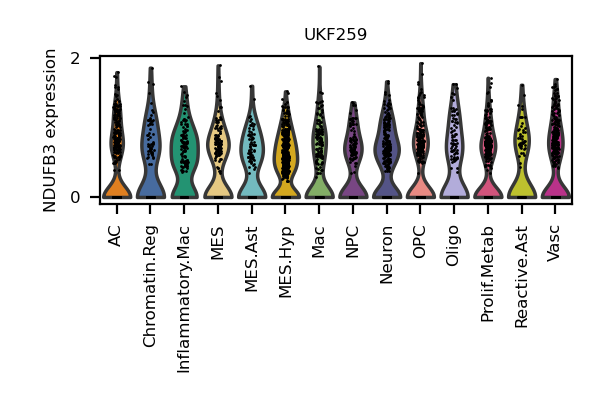 UKF259
NDUFB3 expression
2
0
AC
Chromatin.Reg
Inflammatory.Mac
MES
MES.Ast
MES.Hyp
Mac
NPC
Neuron
OPC
Oligo
Prolif.Metab
Reactive.Ast
Vasc